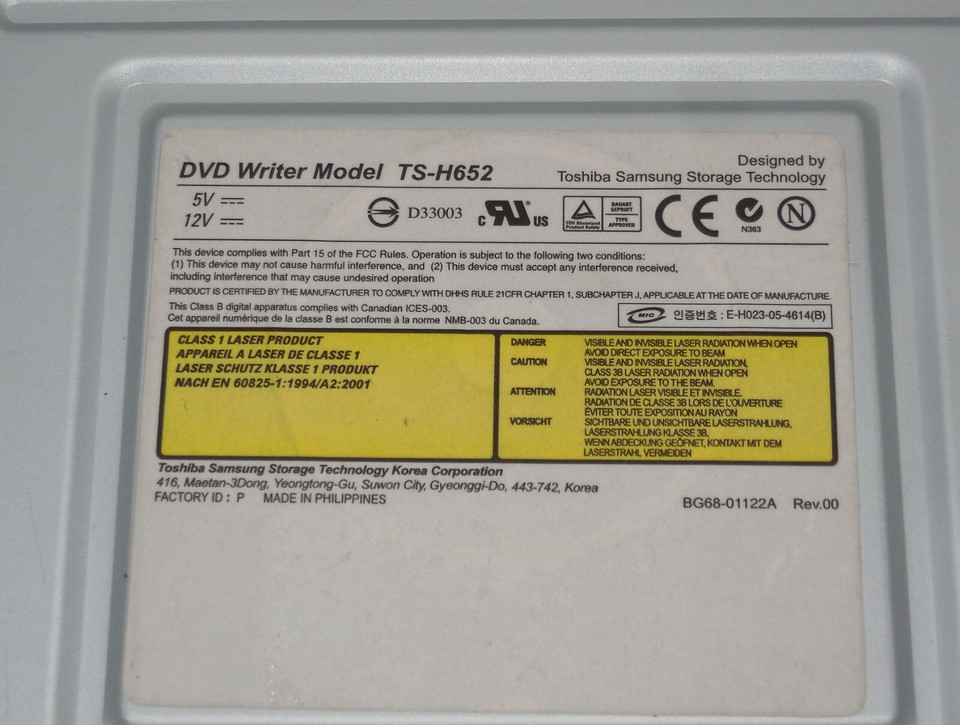 DVD Writer Model TS-H652
Designed by
Toshiba Samsung Storage Technology
5V
12V
D33003
c RU US
TÜV Rheinland
Product Safety
BAUART
GEPRÜFT
TYPE
APPROVED
CE
N363
N
This device complies with Part 15 of the FCC Rules. Operation is subject to the following two conditions:
(1) This device may not cause harmful interference, and (2) This device must accept any interference received,
including interference that may cause undesired operation
PRODUCT IS CERTIFIED BY THE MANUFACTURER TO COMPLY WITH DHHS RULE 21CFR CHAPTER 1, SUBCHAPTER J, APPLICABLE AT THE DATE OF MANUFACTURE.
This Class B digital apparatus complies with Canadian ICES-003.
Cet appareil numérique de la classe B est conforme à la norme NMB-003 du Canada.
MIC 인증번호 : E-H023-05-4614(B)
CLASS 1 LASER PRODUCT
APPAREIL A LASER DE CLASSE 1
LASER SCHUTZ KLASSE 1 PRODUKT
NACH EN 60825-1:1994/A2:2001
DANGER VISIBLE AND INVISIBLE LASER RADIATION WHEN OPEN
AVOID DIRECT EXPOSURE TO BEAM
CAUTION VISIBLE AND INVISIBLE LASER RADIATION,
CLASS 3B LASER RADIATION WHEN OPEN
AVOID EXPOSURE TO THE BEAM.
ATTENTION RADIATION LASER VISIBLE ET INVISIBLE.
RADIATION DE CLASSE 3B LORS DE L'OUVERTURE
ÉVITER TOUTE EXPOSITION AU RAYON
VORSICHT SICHTBARE UND UNSICHTBARE LASERSTRAHLUNG,
LASERSTRAHLUNG KLASSE 3B,
WENN ABDECKUNG GEÖFNET, KONTAKT MIT DEM
LASERSTRAHL VERMEIDEN
Toshiba Samsung Storage Technology Korea Corporation
416, Maetan-3Dong, Yeongtong-Gu, Suwon City, Gyeonggi-Do, 443-742, Korea
FACTORY ID : P MADE IN PHILIPPINES
BG68-01122A Rev.00